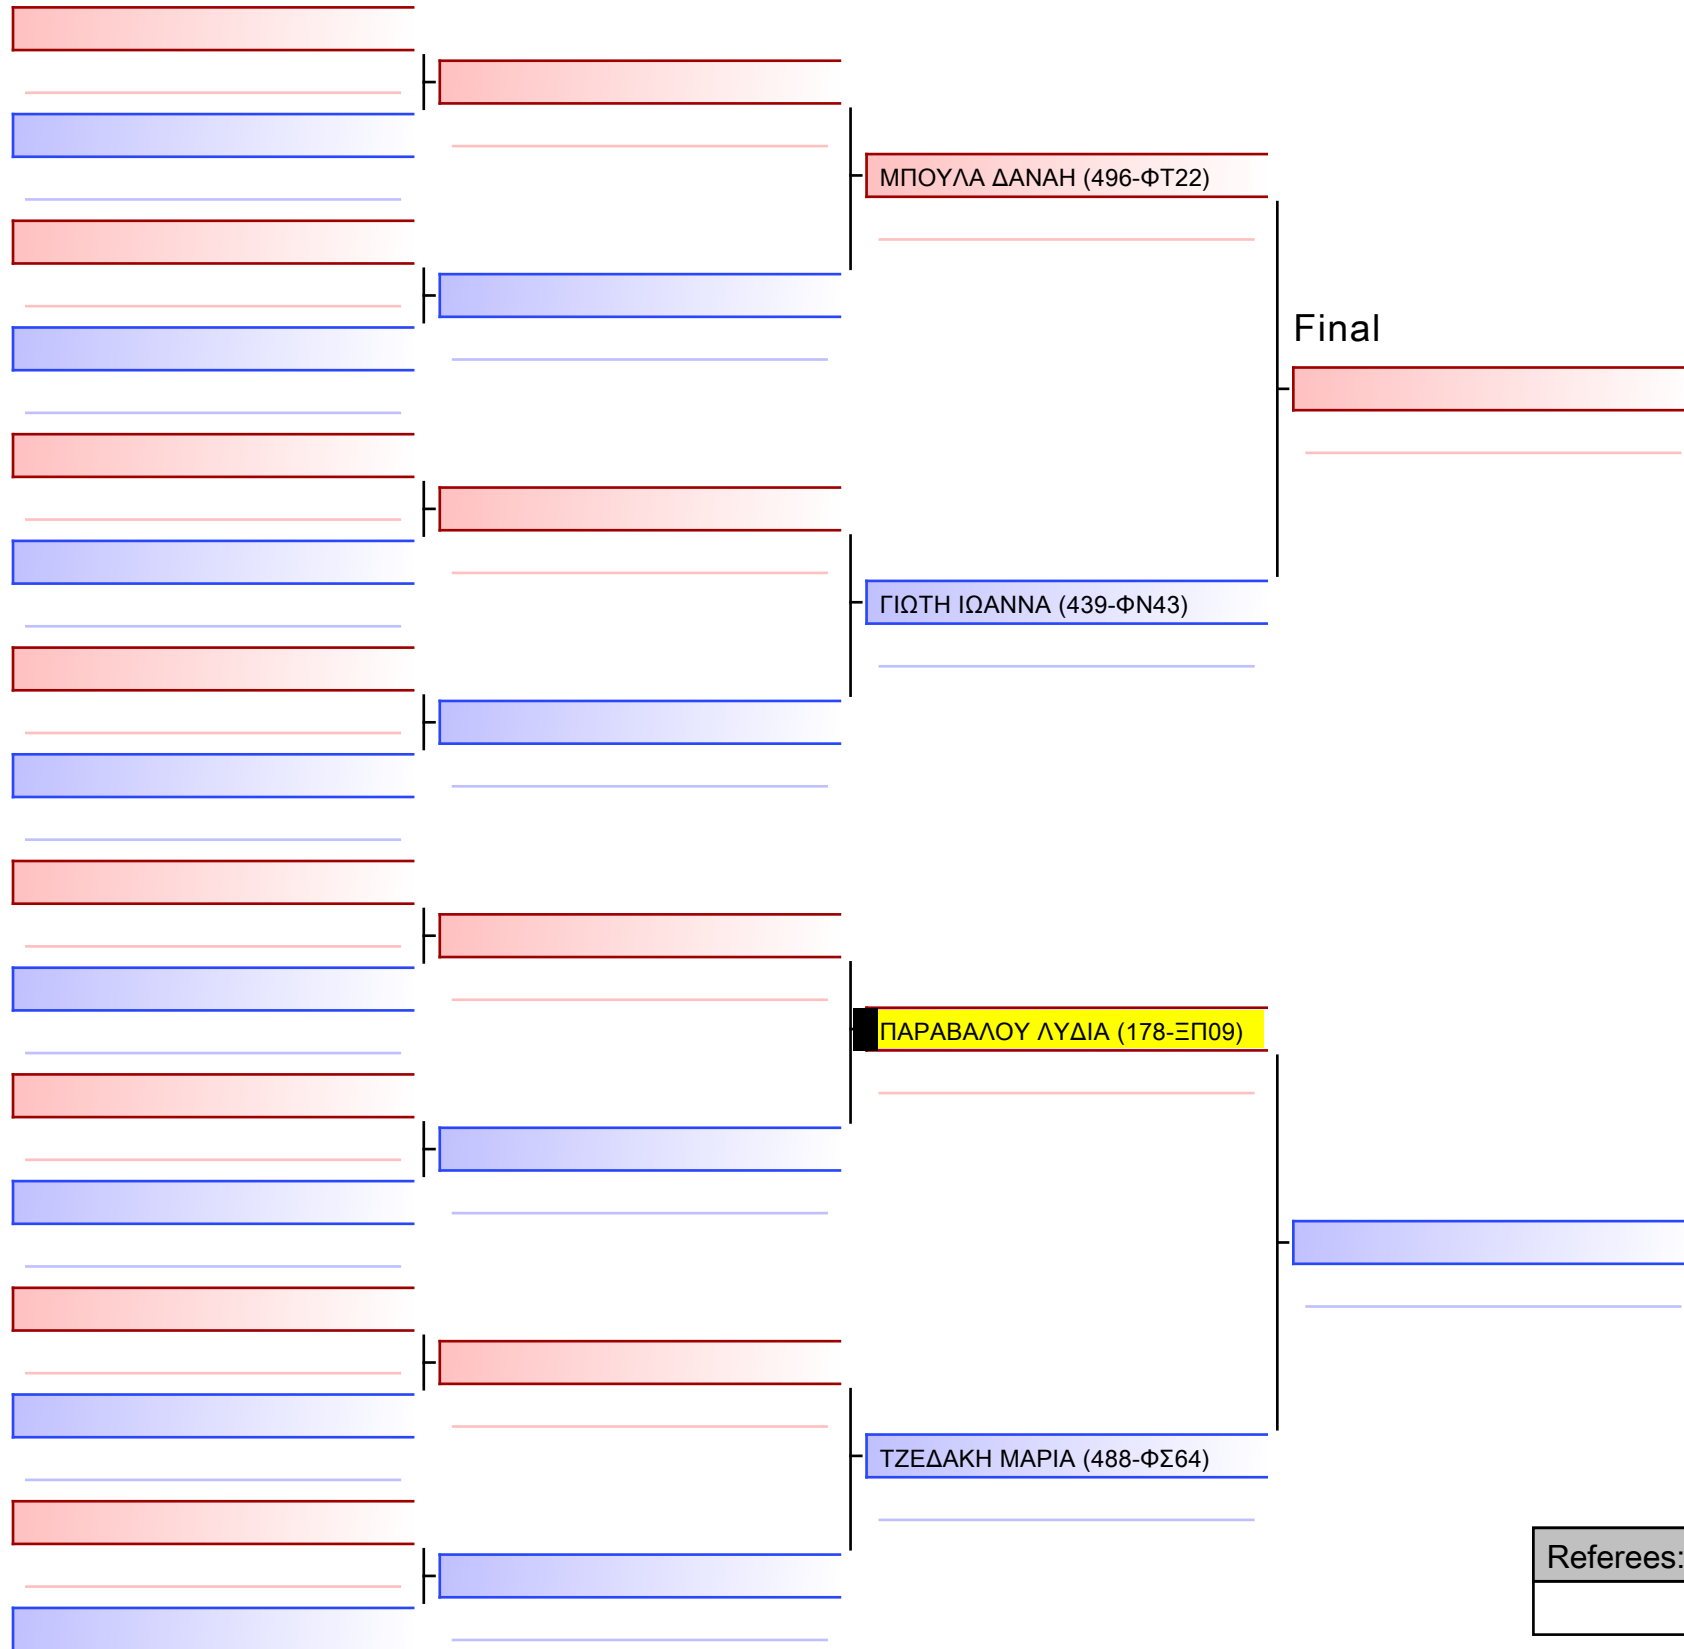 ΜΠΟΥΛΑ ΔΑΝΑΗ (496-ΦΤ22)
Final
ΓΙΩΤΗ ΙΩΑΝΝΑ (439-ΦΝ43)
ΠΑΡΑΒΑΛΟΥ ΛΥΔΙΑ (178-ΞΠ09)
ΤΖΕΔΑΚΗ ΜΑΡΙΑ (488-ΦΣ64)
Referees: